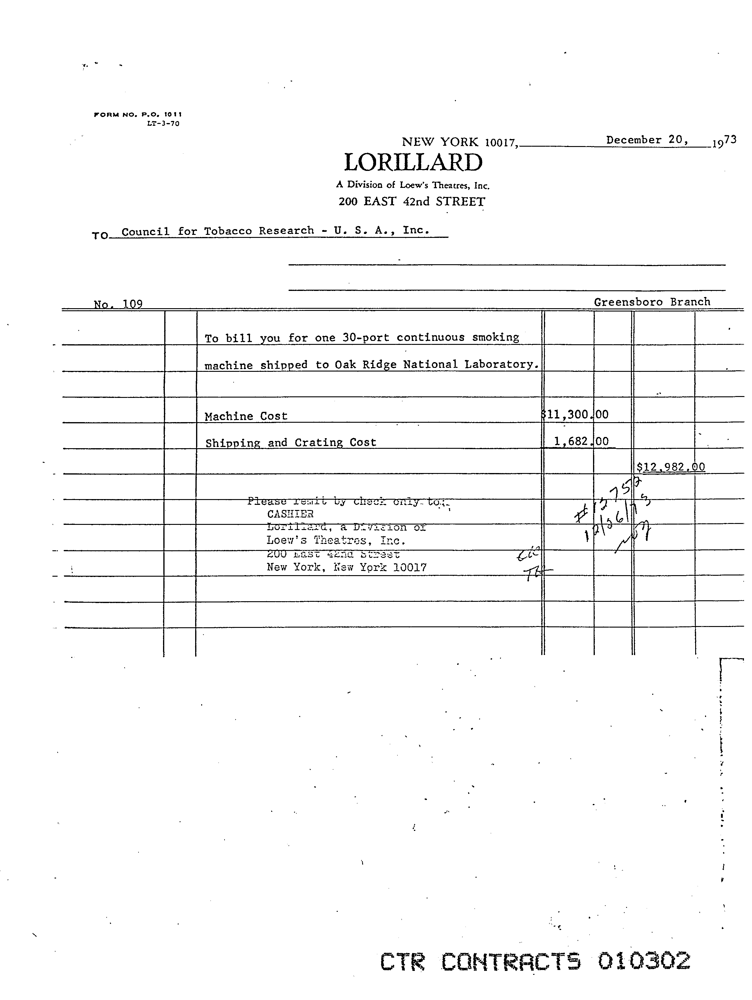 FORM NO. P.O. 1011
LT-3-70
NEW YORK 10017, December 20, 1973
LORILLARD
A Division of Loew's Theatres, Inc.
200 EAST 42nd STREET
TO Council for Tobacco Research - U. S. A., Inc.
No. 109 Greensboro Branch
To bill you for one 30-port continuous smoking
machine shipped to Oak Ridge National Laboratory.
Machine Cost $11,300.00
Shipping and Crating Cost 1,682.00
$12,982.00
Please remit by check only to:
CASHIER
Lorillard, a Division of
Loew's Theatres, Inc.
200 East 42nd Street
New York, New York 10017
#13752
12/26/73
CTR CONTRACTS 010302